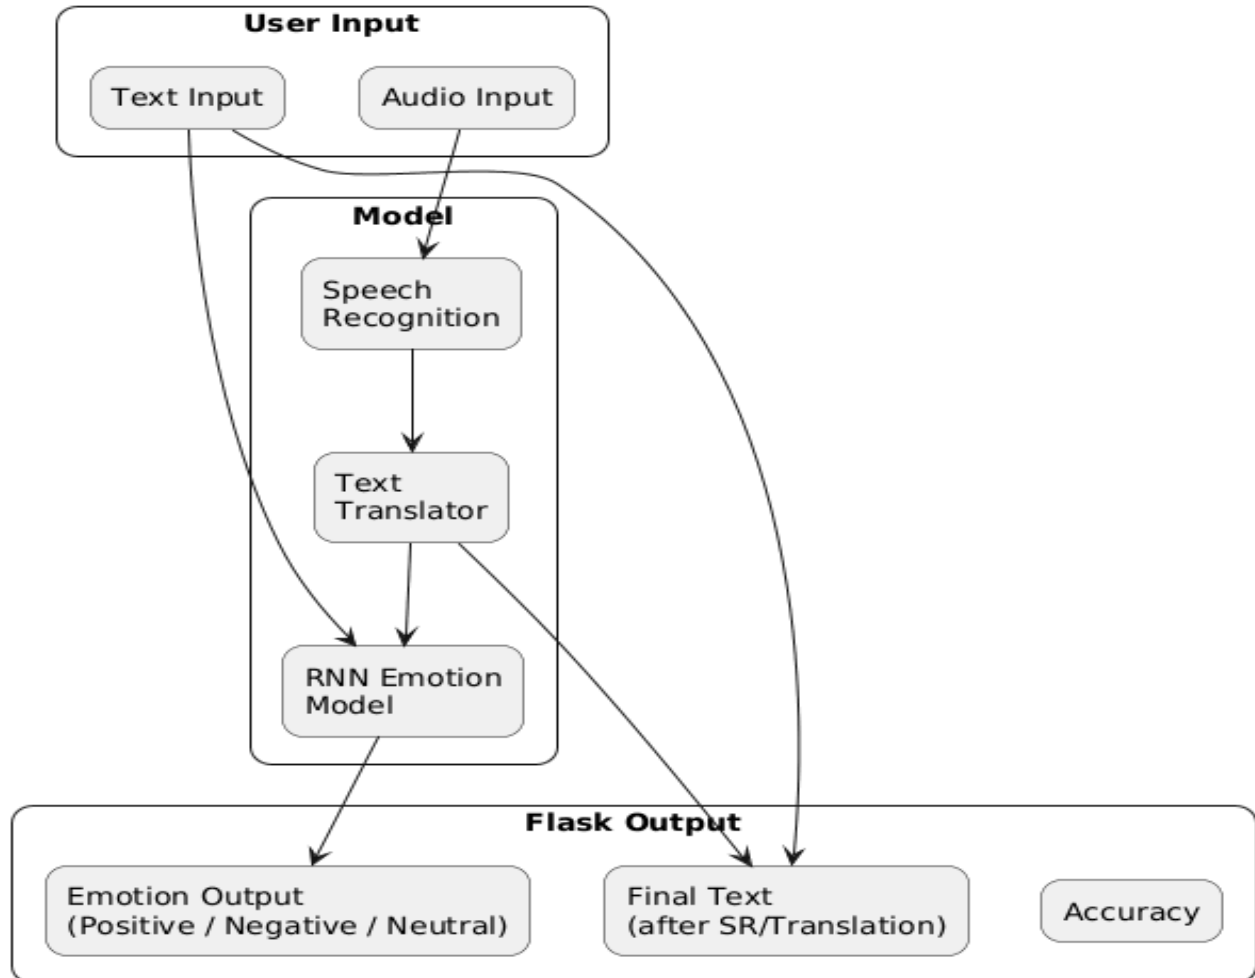 User Input
Text Input
Audio Input
Model
Speech
Recognition
Text
Translator
RNN Emotion
Model
Flask Output
Emotion Output
(Positive / Negative / Neutral)
Final Text
(after SR/Translation)
Accuracy